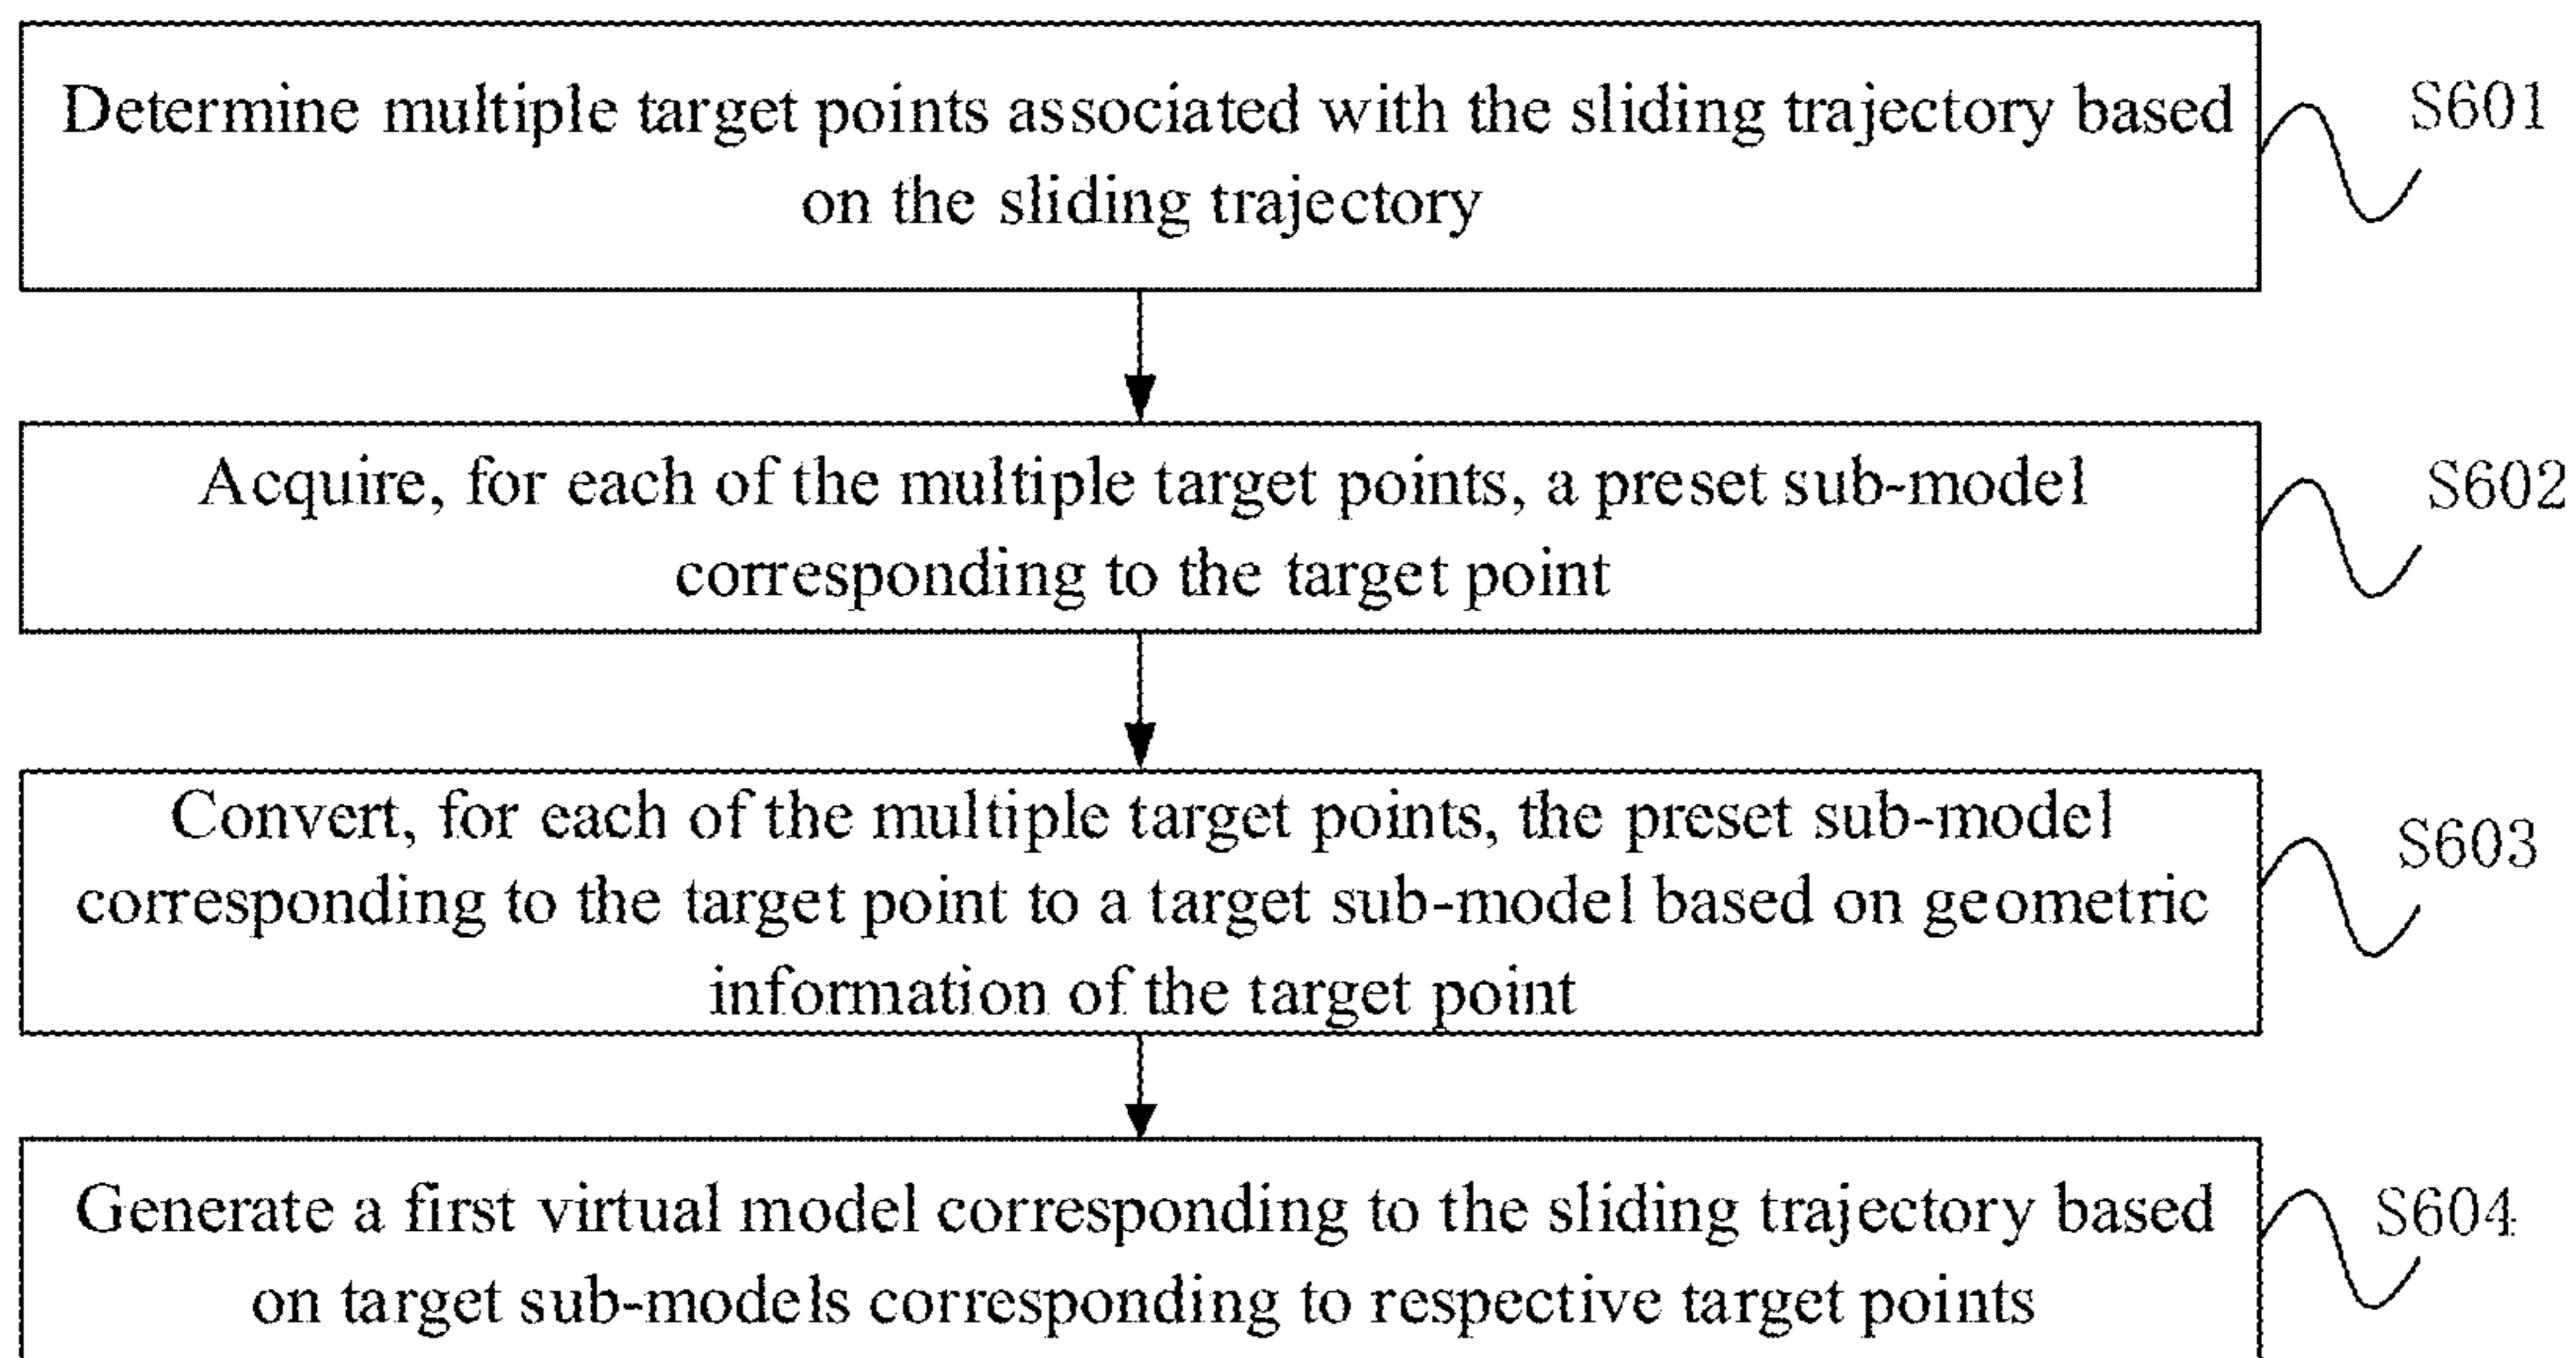 Determine multiple target points associated with the sliding trajectory based
on the sliding trajectory
S601
Acquire, for each of the multiple target points, a preset sub-model
corresponding to the target point
S602
Convert, for each of the multiple target points, the preset sub-model
corresponding to the target point to a target sub-model based on geometric
information of the target point
S603
Generate a first virtual model corresponding to the sliding trajectory based
on target sub-models corresponding to respective target points
S604